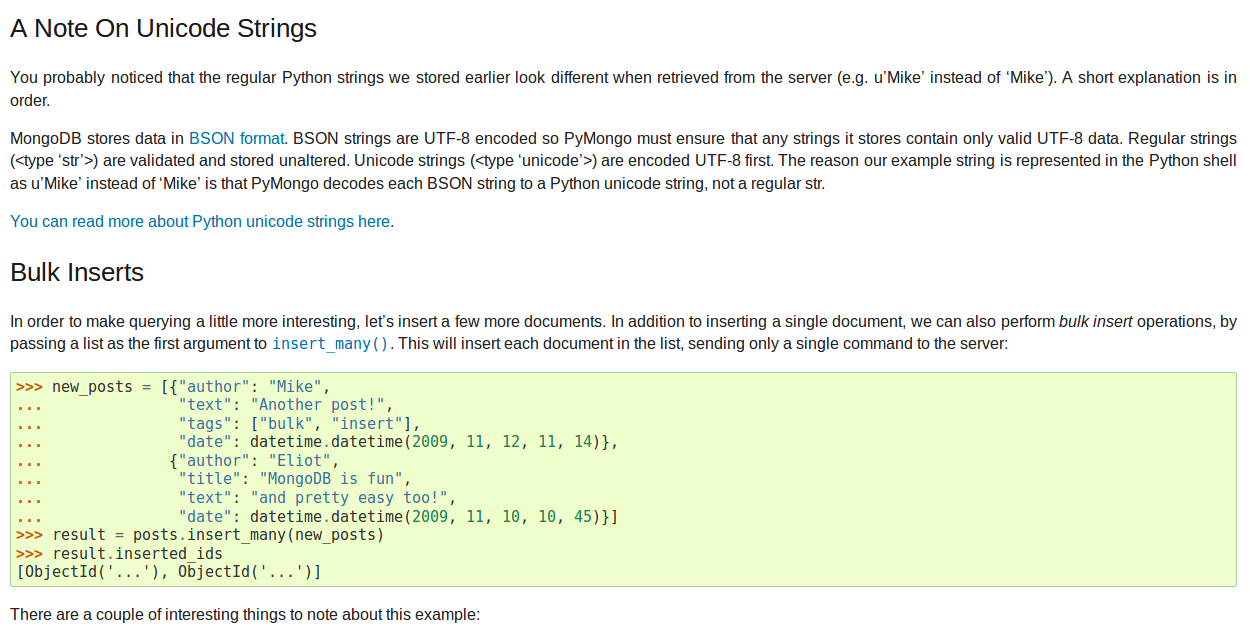 A Note On Unicode Strings
You probably noticed that the regular Python strings we stored earlier look different when retrieved from the server (e.g. u’Mike’ instead of ‘Mike’). A short explanation is in
order.
MongoDB stores data in BSON format. BSON strings are UTF-8 encoded so PyMongo must ensure that any strings it stores contain only valid UTF-8 data. Regular strings
(<type ‘str’>) are validated and stored unaltered. Unicode strings (<type ‘unicode’>) are encoded UTF-8 first. The reason our example string is represented in the Python shell
as u’Mike’ instead of ‘Mike’ is that PyMongo decodes each BSON string to a Python unicode string, not a regular str.
You can read more about Python unicode strings here.
Bulk Inserts
In order to make querying a little more interesting, let’s insert a few more documents. In addition to inserting a single document, we can also perform bulk insert operations, by
passing a list as the first argument to insert_many(). This will insert each document in the list, sending only a single command to the server:
>>> new_posts = [{"author": "Mike",
...               "text": "Another post!",
...               "tags": ["bulk", "insert"],
...               "date": datetime.datetime(2009, 11, 12, 11, 14)},
...              {"author": "Eliot",
...               "title": "MongoDB is fun",
...               "text": "and pretty easy too!",
...               "date": datetime.datetime(2009, 11, 10, 10, 45)}]
>>> result = posts.insert_many(new_posts)
>>> result.inserted_ids
[ObjectId('...'), ObjectId('...')]
There are a couple of interesting things to note about this example: